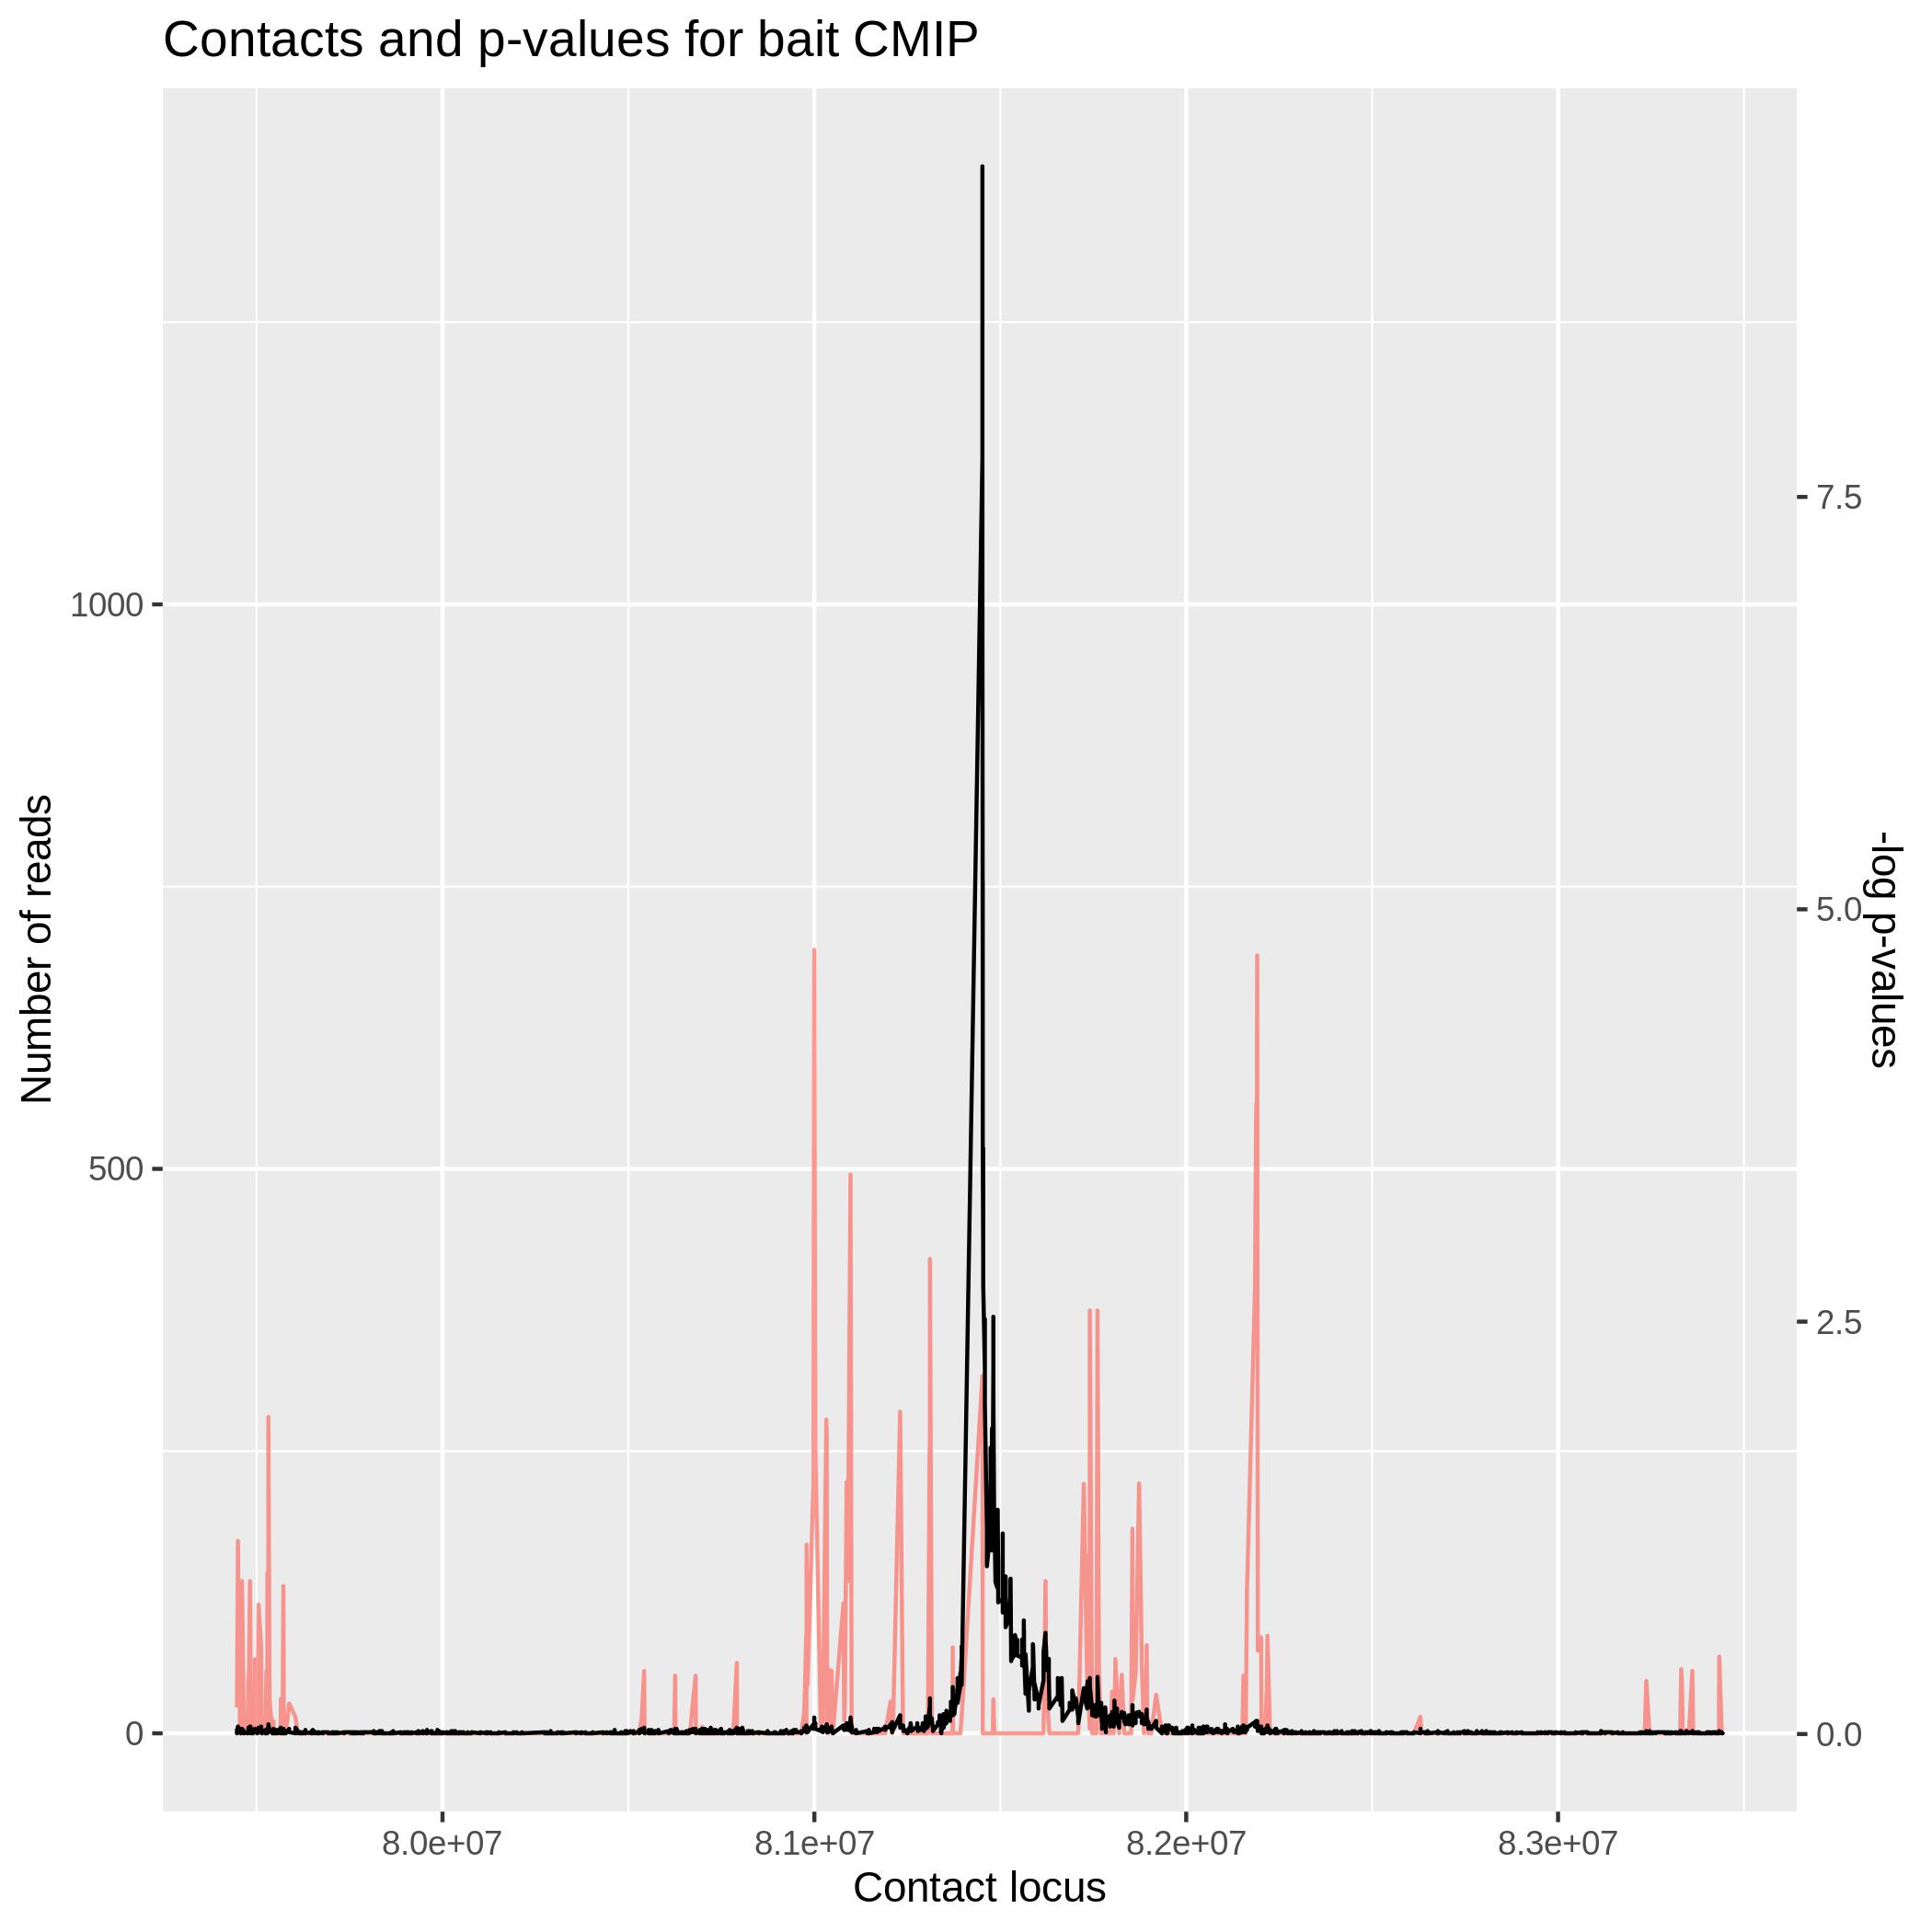 Contacts and p-values for bait CMIP
Number of reads
1000
500
0
7.5
5.0
2.5
0.0
-log p-values
8.0e+07
8.1e+07
8.2e+07
8.3e+07
Contact locus